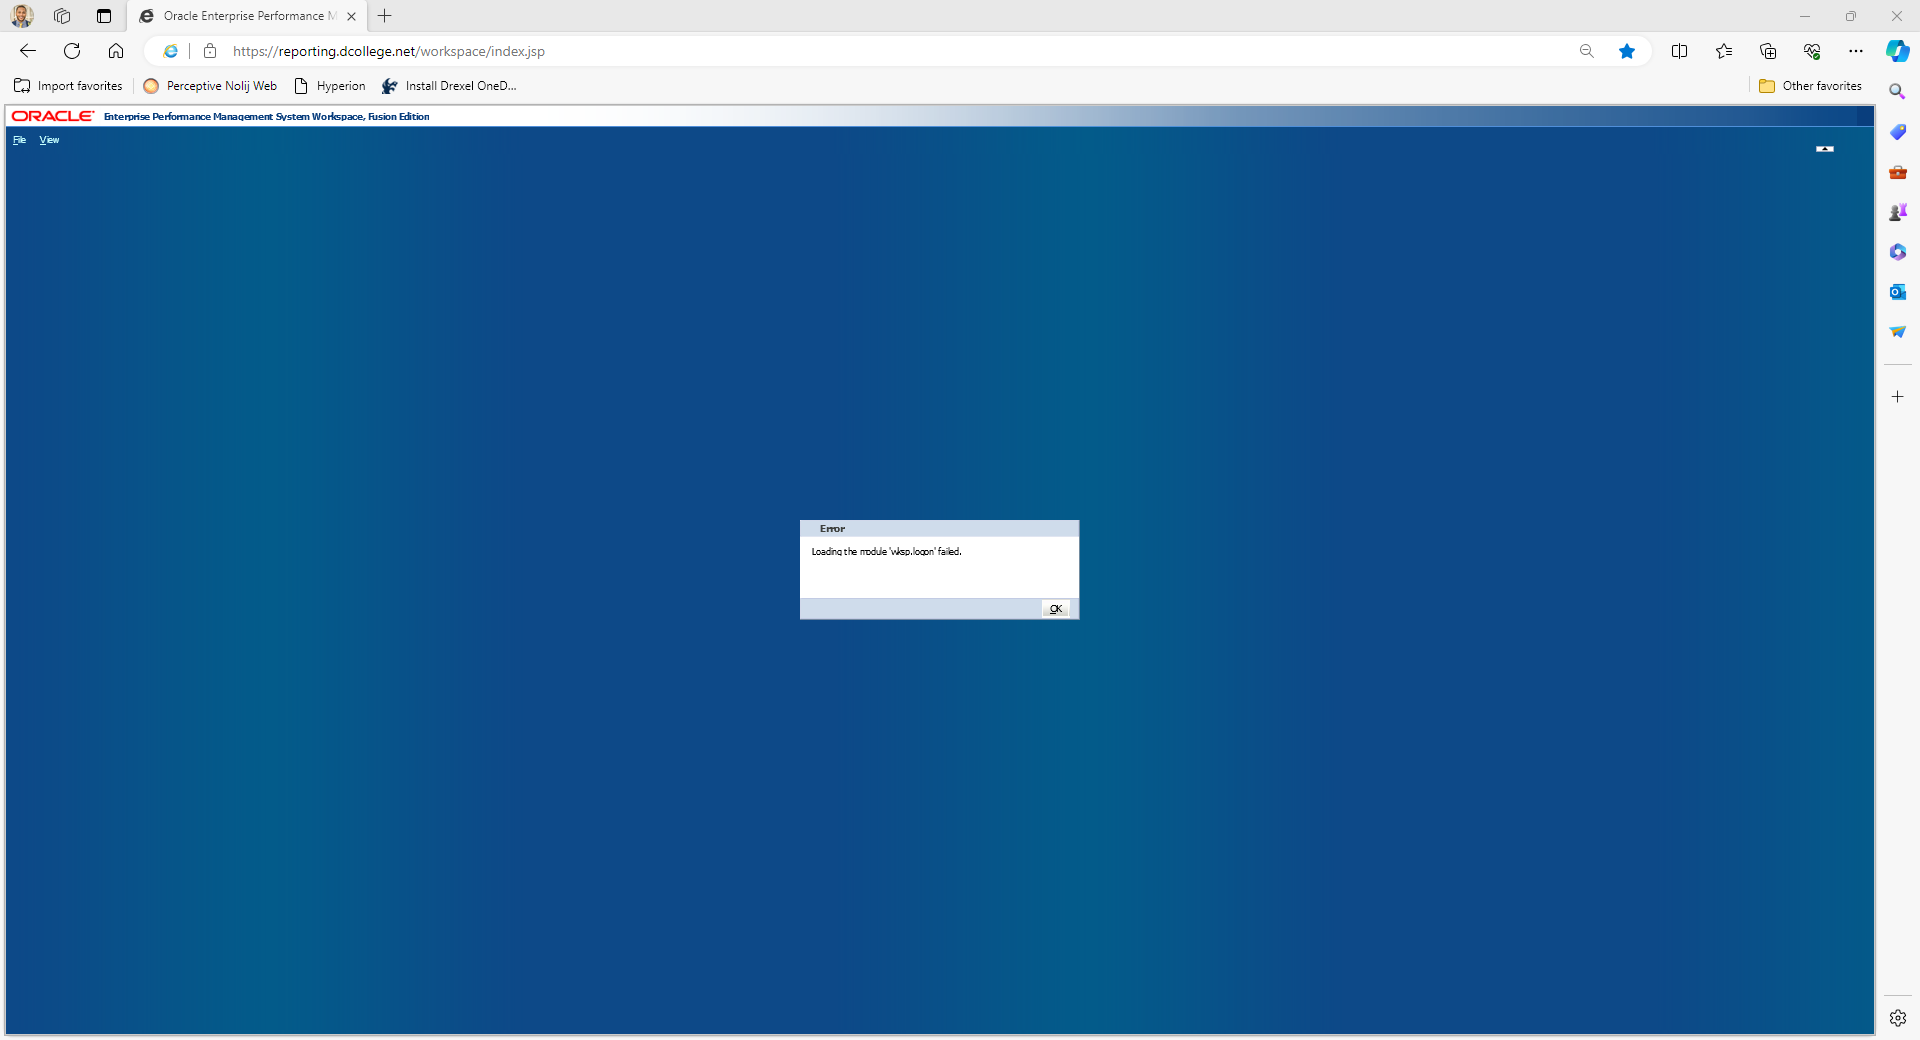 Oracle Enterprise Performance M
https://reporting.dcollege.net/workspace/index.jsp
Import favorites
Perceptive Nolij Web
Hyperion
Install Drexel OneD...
Other favorites
ORACLE Enterprise Performance Management System Workspace, Fusion Edition
File View
Error
Loading the module 'wksp.logon' failed.
OK